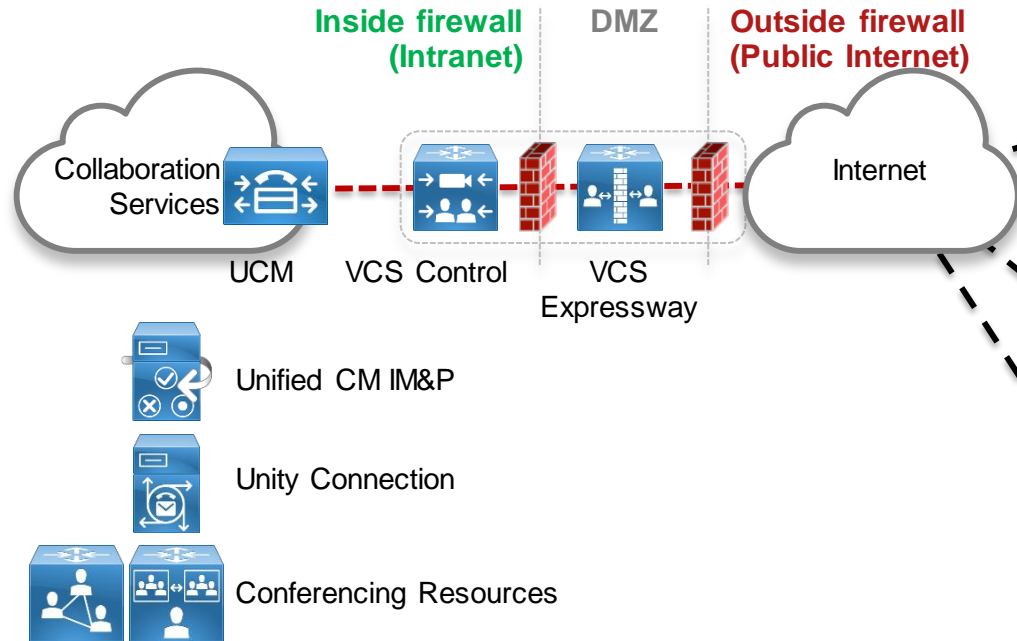 Inside firewall
(Intranet)
DMZ
Outside firewall
(Public Internet)
Collaboration
Services
Internet
UCM
VCS Control
VCS
Expressway
Unified CM IM&P
Unity Connection
Conferencing Resources